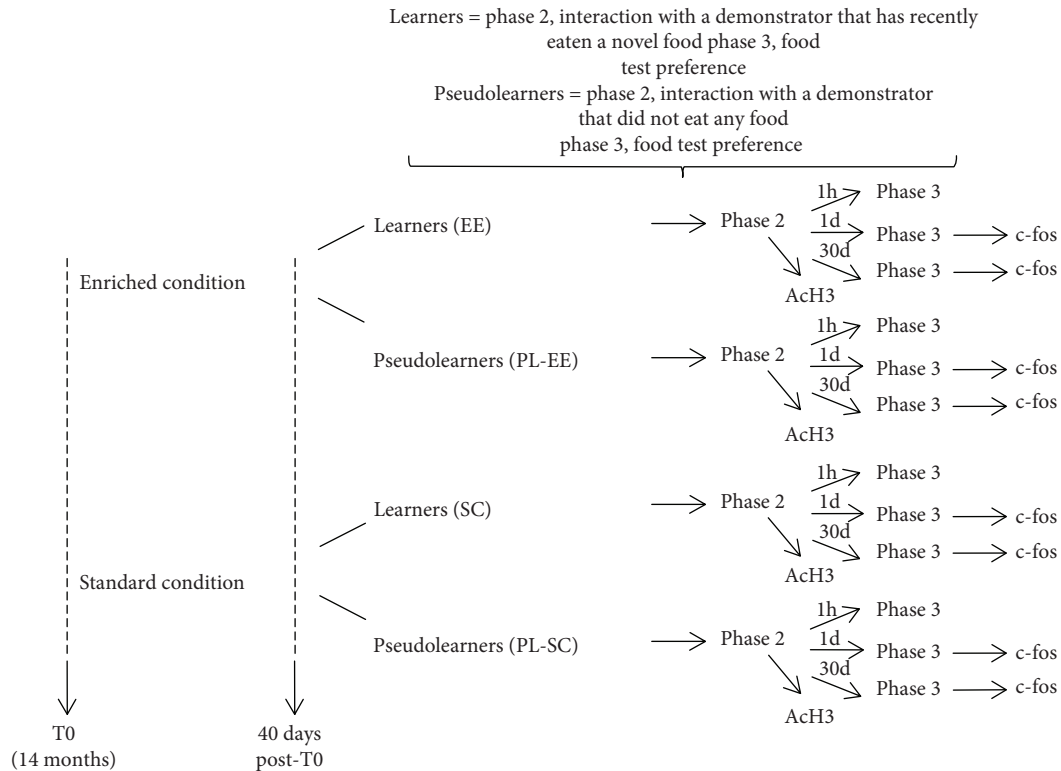 Learners = phase 2, interaction with a demonstrator that has recently
eaten a novel food phase 3, food
test preference
Pseudolearners = phase 2, interaction with a demonstrator
that did not eat any food
phase 3, food test preference
Enriched condition
Learners (EE)
Phase 2
1h
Phase 3
1d
Phase 3
c-fos
30d
Phase 3
c-fos
AcH3
Pseudolearners (PL-EE)
Phase 2
1h
Phase 3
1d
Phase 3
c-fos
30d
Phase 3
c-fos
AcH3
Standard condition
Learners (SC)
Phase 2
1h
Phase 3
1d
Phase 3
c-fos
30d
Phase 3
c-fos
AcH3
Pseudolearners (PL-SC)
Phase 2
1h
Phase 3
1d
Phase 3
c-fos
30d
Phase 3
c-fos
AcH3
T0
(14 months)
40 days
post-T0